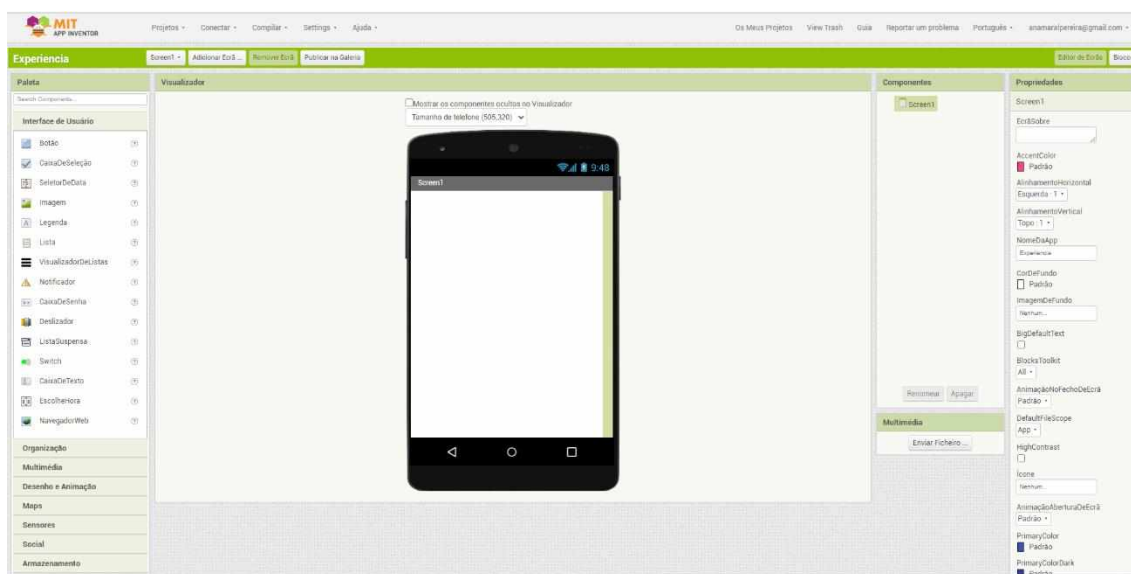 MIT
APP INVENTOR
Projetos Conectar Compilar Settings Ajuda
Os Meus Projetos View Trash Guia Reportar um problema Português anamaralpereira@gmail.com
Experiencia
Screen1 Adicionar Ecrã ... Remover Ecrã Publicar na Galeria
Editor de Ecrãs Blocos
Paleta
Search Components...
Interface de Usuário
Botão
CaixaDeSeleção
SeletorDeData
Imagem
Legenda
Lista
VisualizadorDeListas
Notificador
CaixaDeSenha
Deslizador
ListaSuspensa
Switch
CaixaDeTexto
EscolheHora
NavegadorWeb
Organização
Multimédia
Desenho e Animação
Maps
Sensores
Social
Armazenamento
Visualizador
Mostrar os componentes ocultos no Visualizador
Tamanho de telefone (505,320)
9:48
Screen1
Componentes
Screen1
Renomear Apagar
Multimédia
Enviar Ficheiro ...
Propriedades
Screen1
EcrãSobre
AccentColor
Padrão
AlinhamentoHorizontal
Esquerda : 1
AlinhamentoVertical
Topo : 1
NomeDaApp
Experiencia
CorDeFundo
Padrão
ImagemDeFundo
Nenhum...
BigDefaultText
BlocksToolkit
All
AnimaçãoNoFechoDeEcrã
Padrão
DefaultFileScope
App
HighContrast
Ícone
Nenhum...
AnimaçãoAberturaDeEcrã
Padrão
PrimaryColor
Padrão
PrimaryColorDark
Padrão